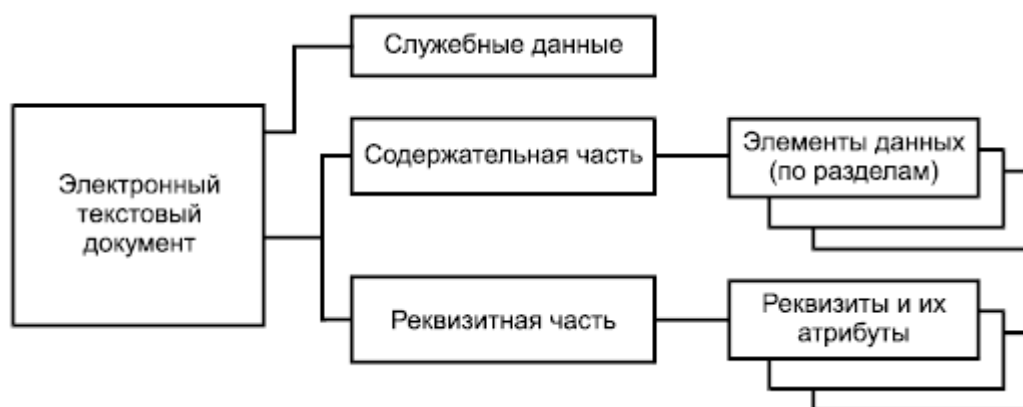 Служебные данные
Электронный
текстовый
документ
Содержательная часть
Элементы данных
(по разделам)
Реквизитная часть
Реквизиты и их
атрибуты